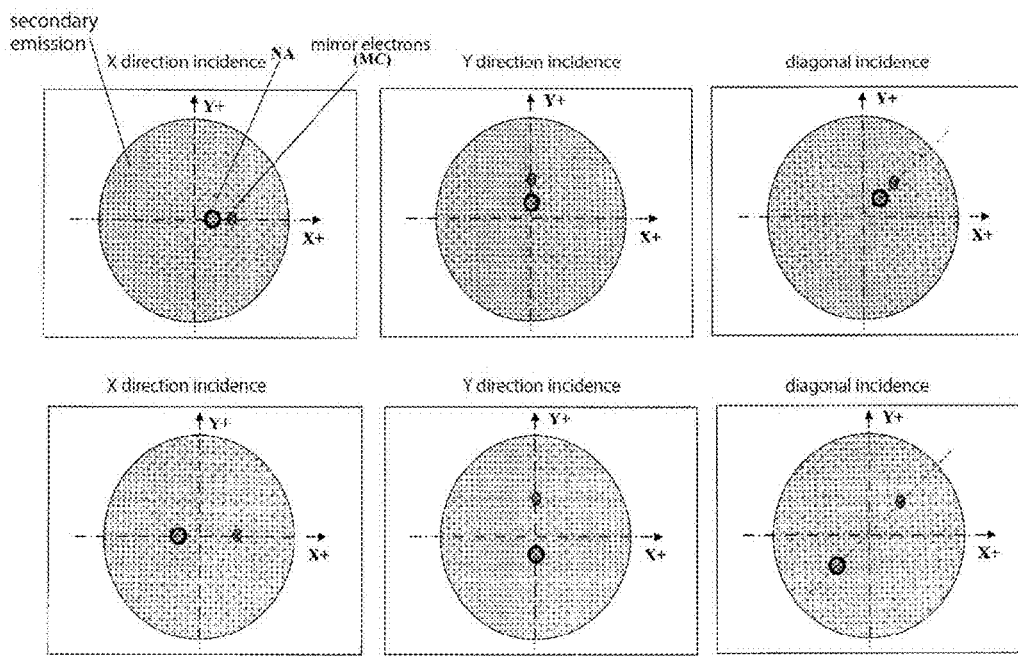 secondary
emission
X direction incidence
NA
mirror electrons
(MC)
Y direction incidence
diagonal incidence
Y+
X+
Y+
X+
Y+
X+
X direction incidence
Y direction incidence
diagonal incidence
Y+
X+
Y+
X+
Y+
X+